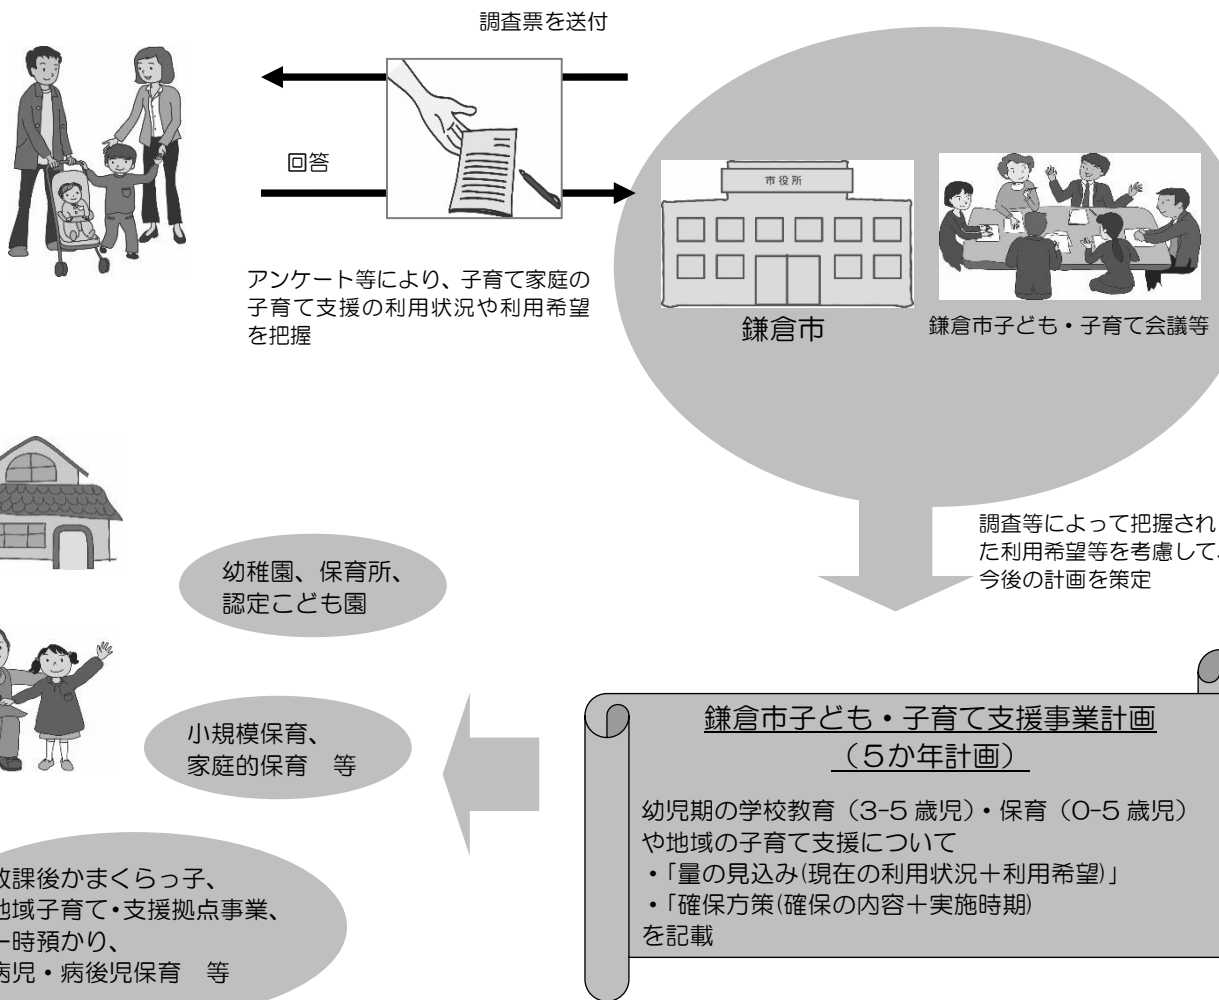 調査票を送付
回答
アンケート等により、子育て家庭の
子育て支援の利用状況や利用希望
を把握
市役所
鎌倉市
鎌倉市子ども・子育て会議等
調査等によって把握され
た利用希望等を考慮して、
今後の計画を策定
幼稚園、保育所、
認定こども園
小規模保育、
家庭的保育　等
放課後かまくらっ子、
地域子育て・支援拠点事業、
一時預かり、
病児・病後児保育　等
鎌倉市子ども・子育て支援事業計画
（５か年計画）
幼児期の学校教育（3-5 歳児）・保育（0-5 歳児）
や地域の子育て支援について
・「量の見込み(現在の利用状況＋利用希望)」
・「確保方策(確保の内容＋実施時期)
を記載